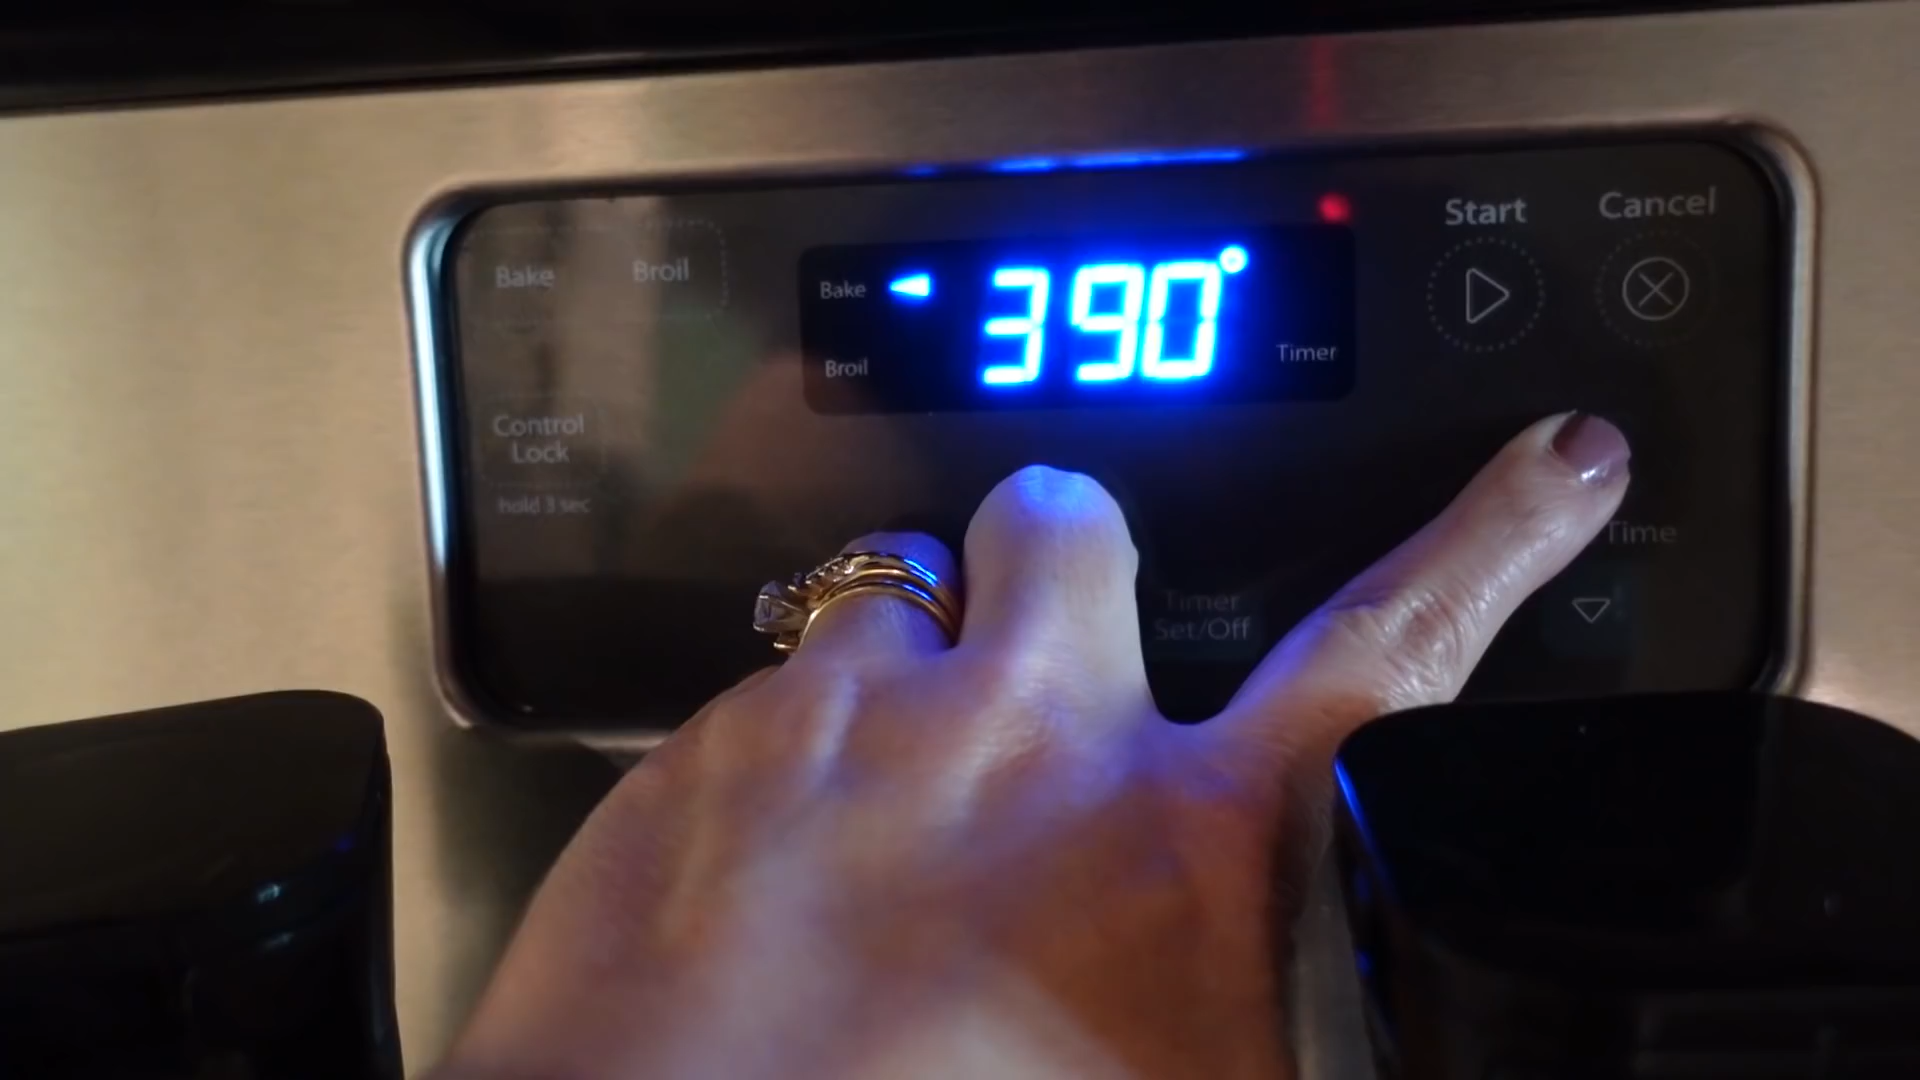 Bake
Broil
Control
Lock
hold 3 sec
Bake
Broil
390°
Timer
Start
Cancel
Time
Timer
Set/Off